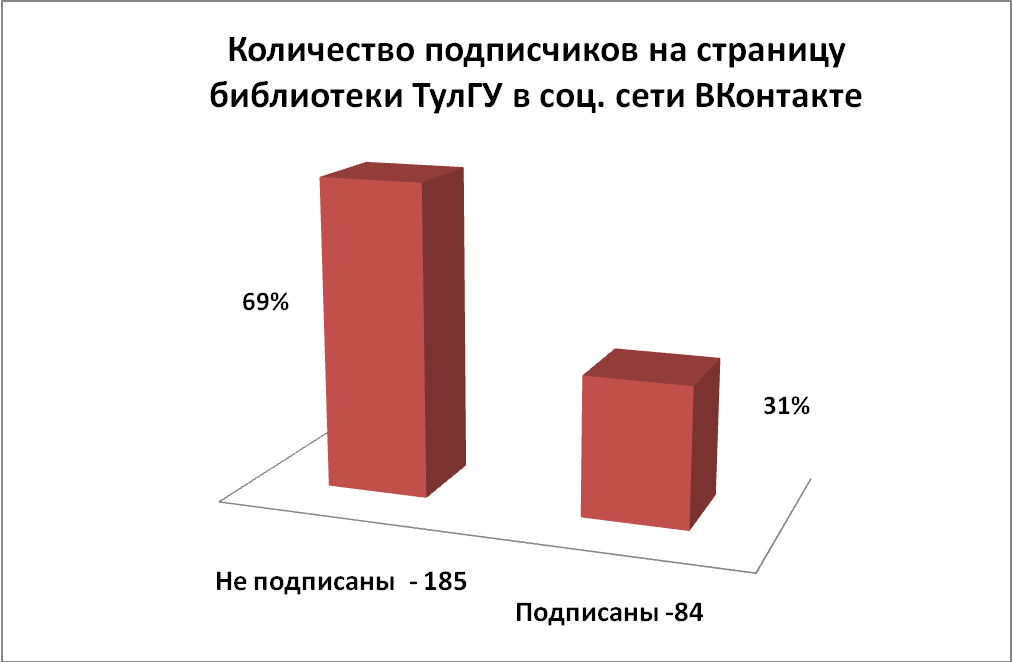 Количество подписчиков на страницу
библиотеки ТулГУ в соц. сети ВКонтакте
69%
31%
Не подписаны - 185
Подписаны -84